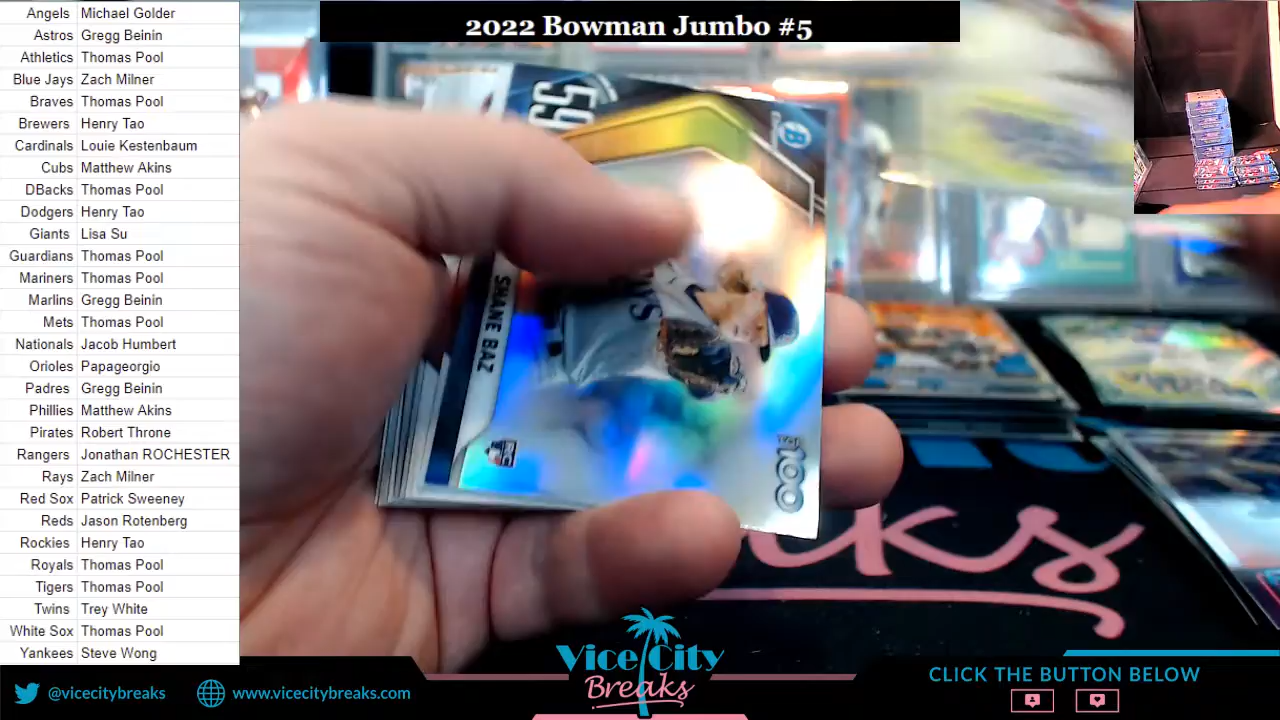 2022 Bowman Jumbo #5
Angels Michael Golder
Astros Gregg Beinin
Athletics Thomas Pool
Blue Jays Zach Milner
Braves Thomas Pool
Brewers Henry Tao
Cardinals Louie Kestenbaum
Cubs Matthew Akins
DBacks Thomas Pool
Dodgers Henry Tao
Giants Lisa Su
Guardians Thomas Pool
Mariners Thomas Pool
Marlins Gregg Beinin
Mets Thomas Pool
Nationals Jacob Humbert
Orioles Papageorgio
Padres Gregg Beinin
Phillies Matthew Akins
Pirates Robert Throne
Rangers Jonathan ROCHESTER
Rays Zach Milner
Red Sox Patrick Sweeney
Reds Jason Rotenberg
Rockies Henry Tao
Royals Thomas Pool
Tigers Thomas Pool
Twins Trey White
White Sox Thomas Pool
Yankees Steve Wong
59
SHANE BAZ
100
@vicecitybreaks
www.vicecitybreaks.com
Vice City
Breaks
CLICK THE BUTTON BELOW